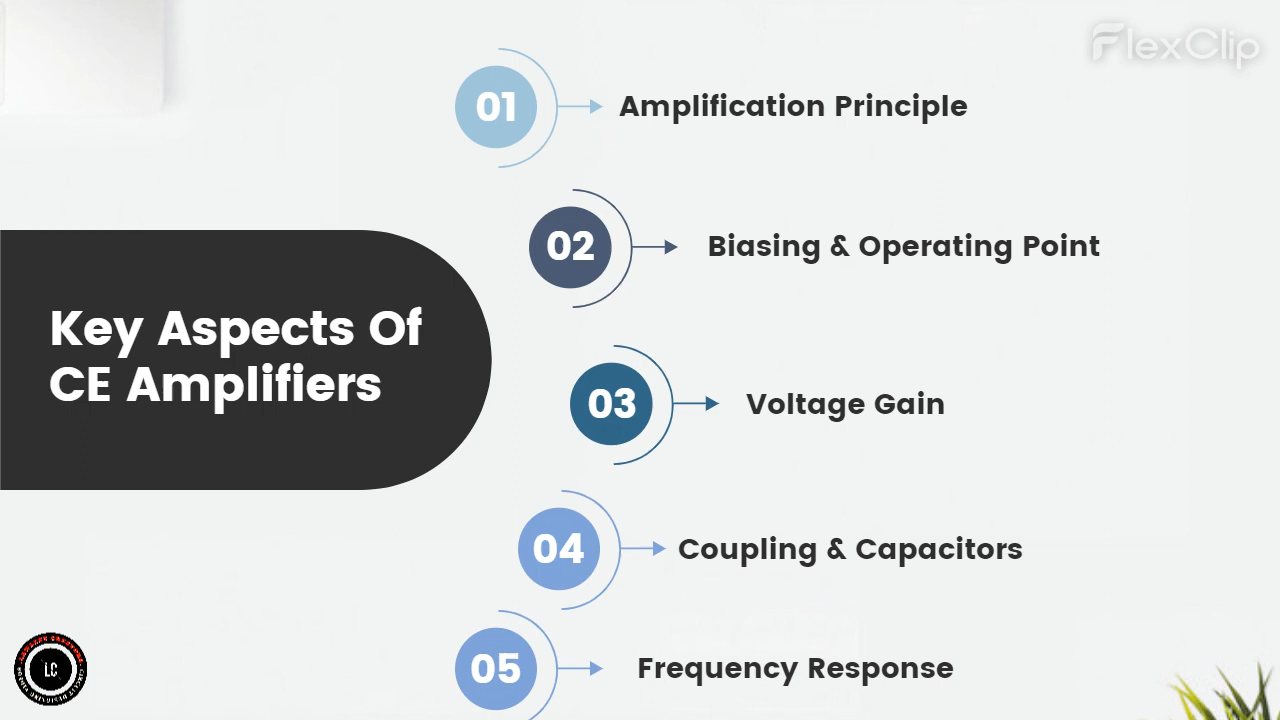 FlexClip
01
Amplification Principle
02
Biasing & Operating Point
Key Aspects Of
CE Amplifiers
03
Voltage Gain
04
Coupling & Capacitors
LC
05
Frequency Response